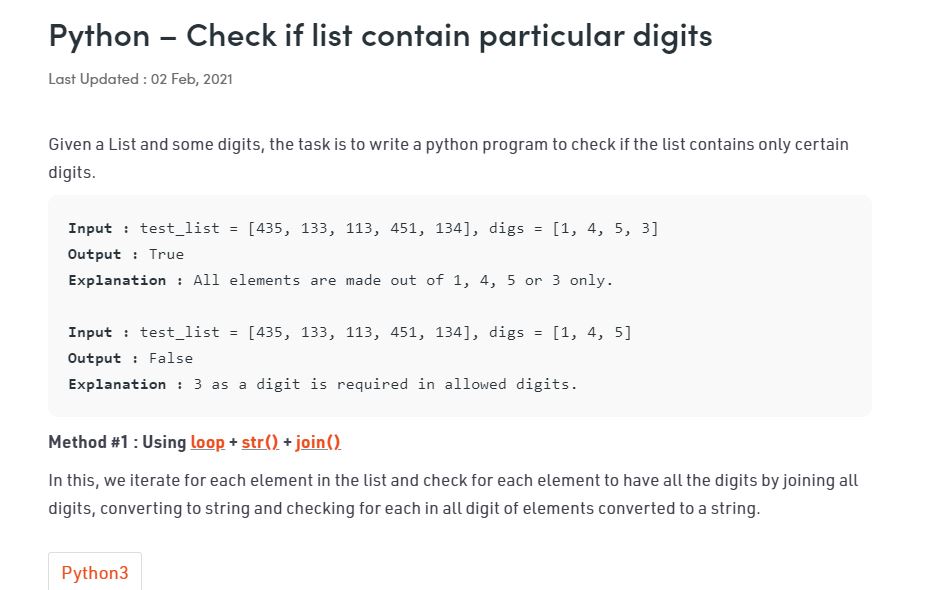 Python – Check if list contain particular digits
Last Updated : 02 Feb, 2021
Given a List and some digits, the task is to write a python program to check if the list contains only certain
digits.
Input : test_list = [435, 133, 113, 451, 134], digs = [1, 4, 5, 3]
Output : True
Explanation : All elements are made out of 1, 4, 5 or 3 only.
Input : test_list = [435, 133, 113, 451, 134], digs = [1, 4, 5]
Output : False
Explanation : 3 as a digit is required in allowed digits.
Method #1 : Using loop + str() + join()
In this, we iterate for each element in the list and check for each element to have all the digits by joining all
digits, converting to string and checking for each in all digit of elements converted to a string.
Python3